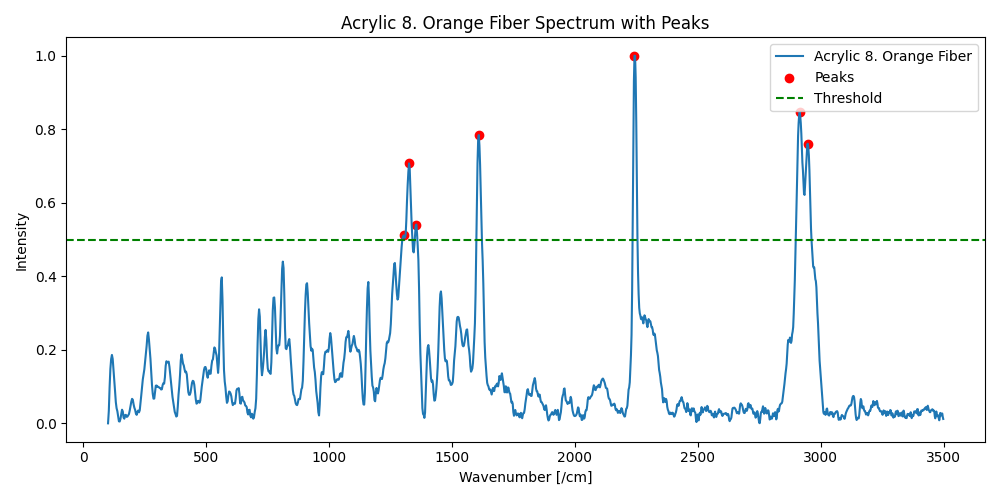 Acrylic 8. Orange Fiber Spectrum with Peaks
Acrylic 8. Orange Fiber
Peaks
Threshold
Intensity
1.0
0.8
0.6
0.4
0.2
0.0
0
500
1000
1500
2000
2500
3000
3500
Wavenumber [/cm]